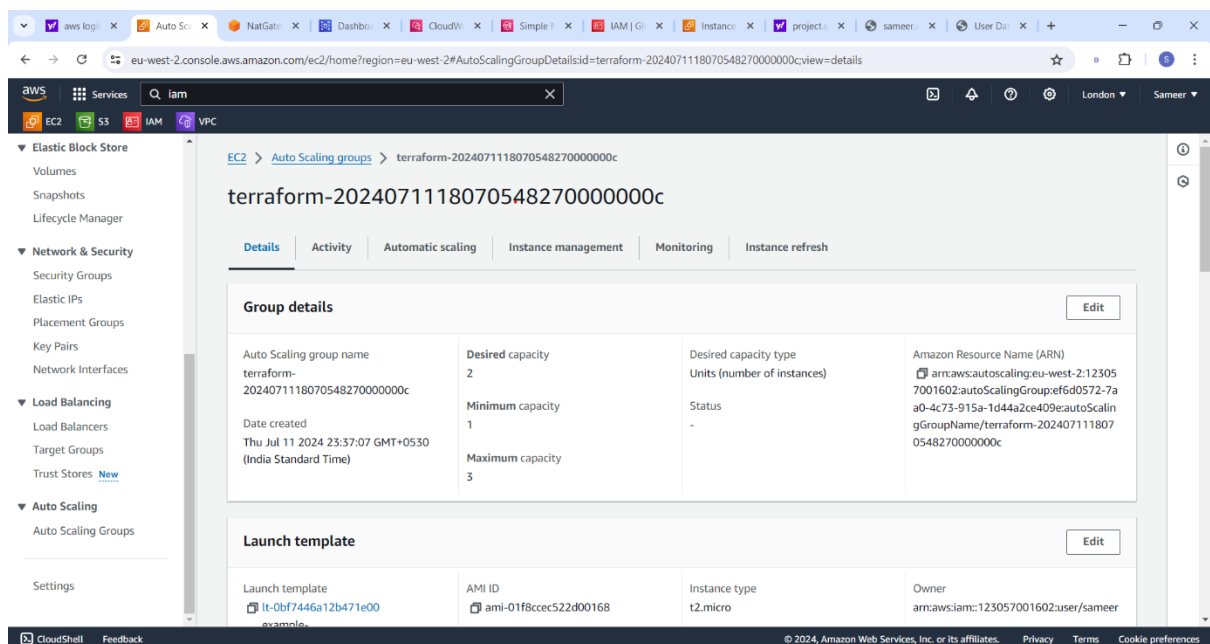 aws logi
Auto Sc
NatGate
Dashbo
CloudW
Simple
IAM | Gl
Instance
project.
sameer.
User Dat
eu-west-2.console.aws.amazon.com/ec2/home?region=eu-west-2#AutoScalingGroupDetails:id=terraform-20240711180705482700000000c;view=details
S
aws
Services
iam
London
Sameer
EC2
S3
IAM
VPC
Elastic Block Store
Volumes
Snapshots
Lifecycle Manager
Network & Security
Security Groups
Elastic IPs
Placement Groups
Key Pairs
Network Interfaces
Load Balancing
Load Balancers
Target Groups
Trust Stores New
Auto Scaling
Auto Scaling Groups
Settings
EC2 > Auto Scaling groups > terraform-20240711180705482700000000c
terraform-20240711180705482700000000c
Details
Activity
Automatic scaling
Instance management
Monitoring
Instance refresh
Group details
Edit
Auto Scaling group name
terraform-
20240711180705482700000000c
Date created
Thu Jul 11 2024 23:37:07 GMT+0530
(India Standard Time)
Desired capacity
2
Minimum capacity
1
Maximum capacity
3
Desired capacity type
Units (number of instances)
Status
-
Amazon Resource Name (ARN)
arn:aws:autoscaling:eu-west-2:12305
7001602:autoScalingGroup:ef6d0572-7a
a0-4c73-915a-1d44a2ce409e:autoScalin
gGroupName/terraform-202407111807
05482700000000c
Launch template
Edit
Launch template
lt-0bf7446a12b471e00
example-
AMI ID
ami-01f8ccec522d00168
Instance type
t2.micro
Owner
arn:aws:iam::123057001602:user/sameer
CloudShell
Feedback
© 2024, Amazon Web Services, Inc. or its affiliates.
Privacy
Terms
Cookie preferences